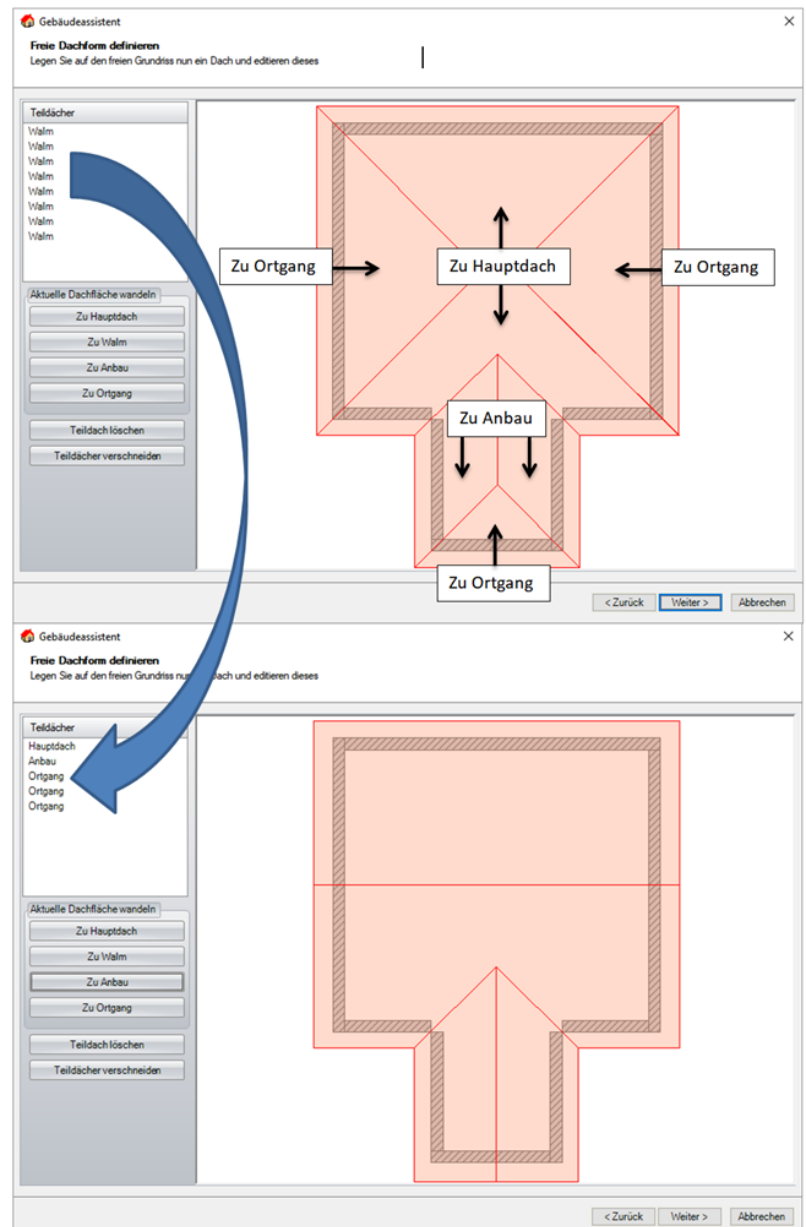 Gebäudeassistent
Freie Dachform definieren
Legen Sie auf den freien Grundriss nun ein Dach und editieren dieses
Teildächer
Walm
Walm
Walm
Walm
Walm
Walm
Walm
Walm
Aktuelle Dachfläche wandeln
Zu Hauptdach
Zu Walm
Zu Anbau
Zu Ortgang
Teildach löschen
Teildächer verschneiden
Zu Ortgang
Zu Hauptdach
Zu Ortgang
Zu Anbau
Zu Ortgang
< Zurück
Weiter >
Abbrechen
Gebäudeassistent
Freie Dachform definieren
Legen Sie auf den freien Grundriss nu Dach und editieren dieses
Teildächer
Hauptdach
Anbau
Ortgang
Ortgang
Ortgang
Aktuelle Dachfläche wandeln
Zu Hauptdach
Zu Walm
Zu Anbau
Zu Ortgang
Teildach löschen
Teildächer verschneiden
< Zurück
Weiter >
Abbrechen